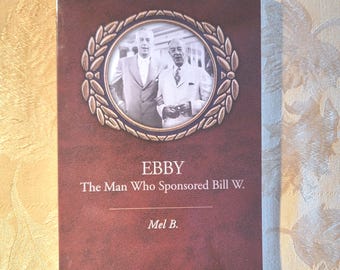 EBBY
The Man Who Sponsored Bill W.
Mel B.